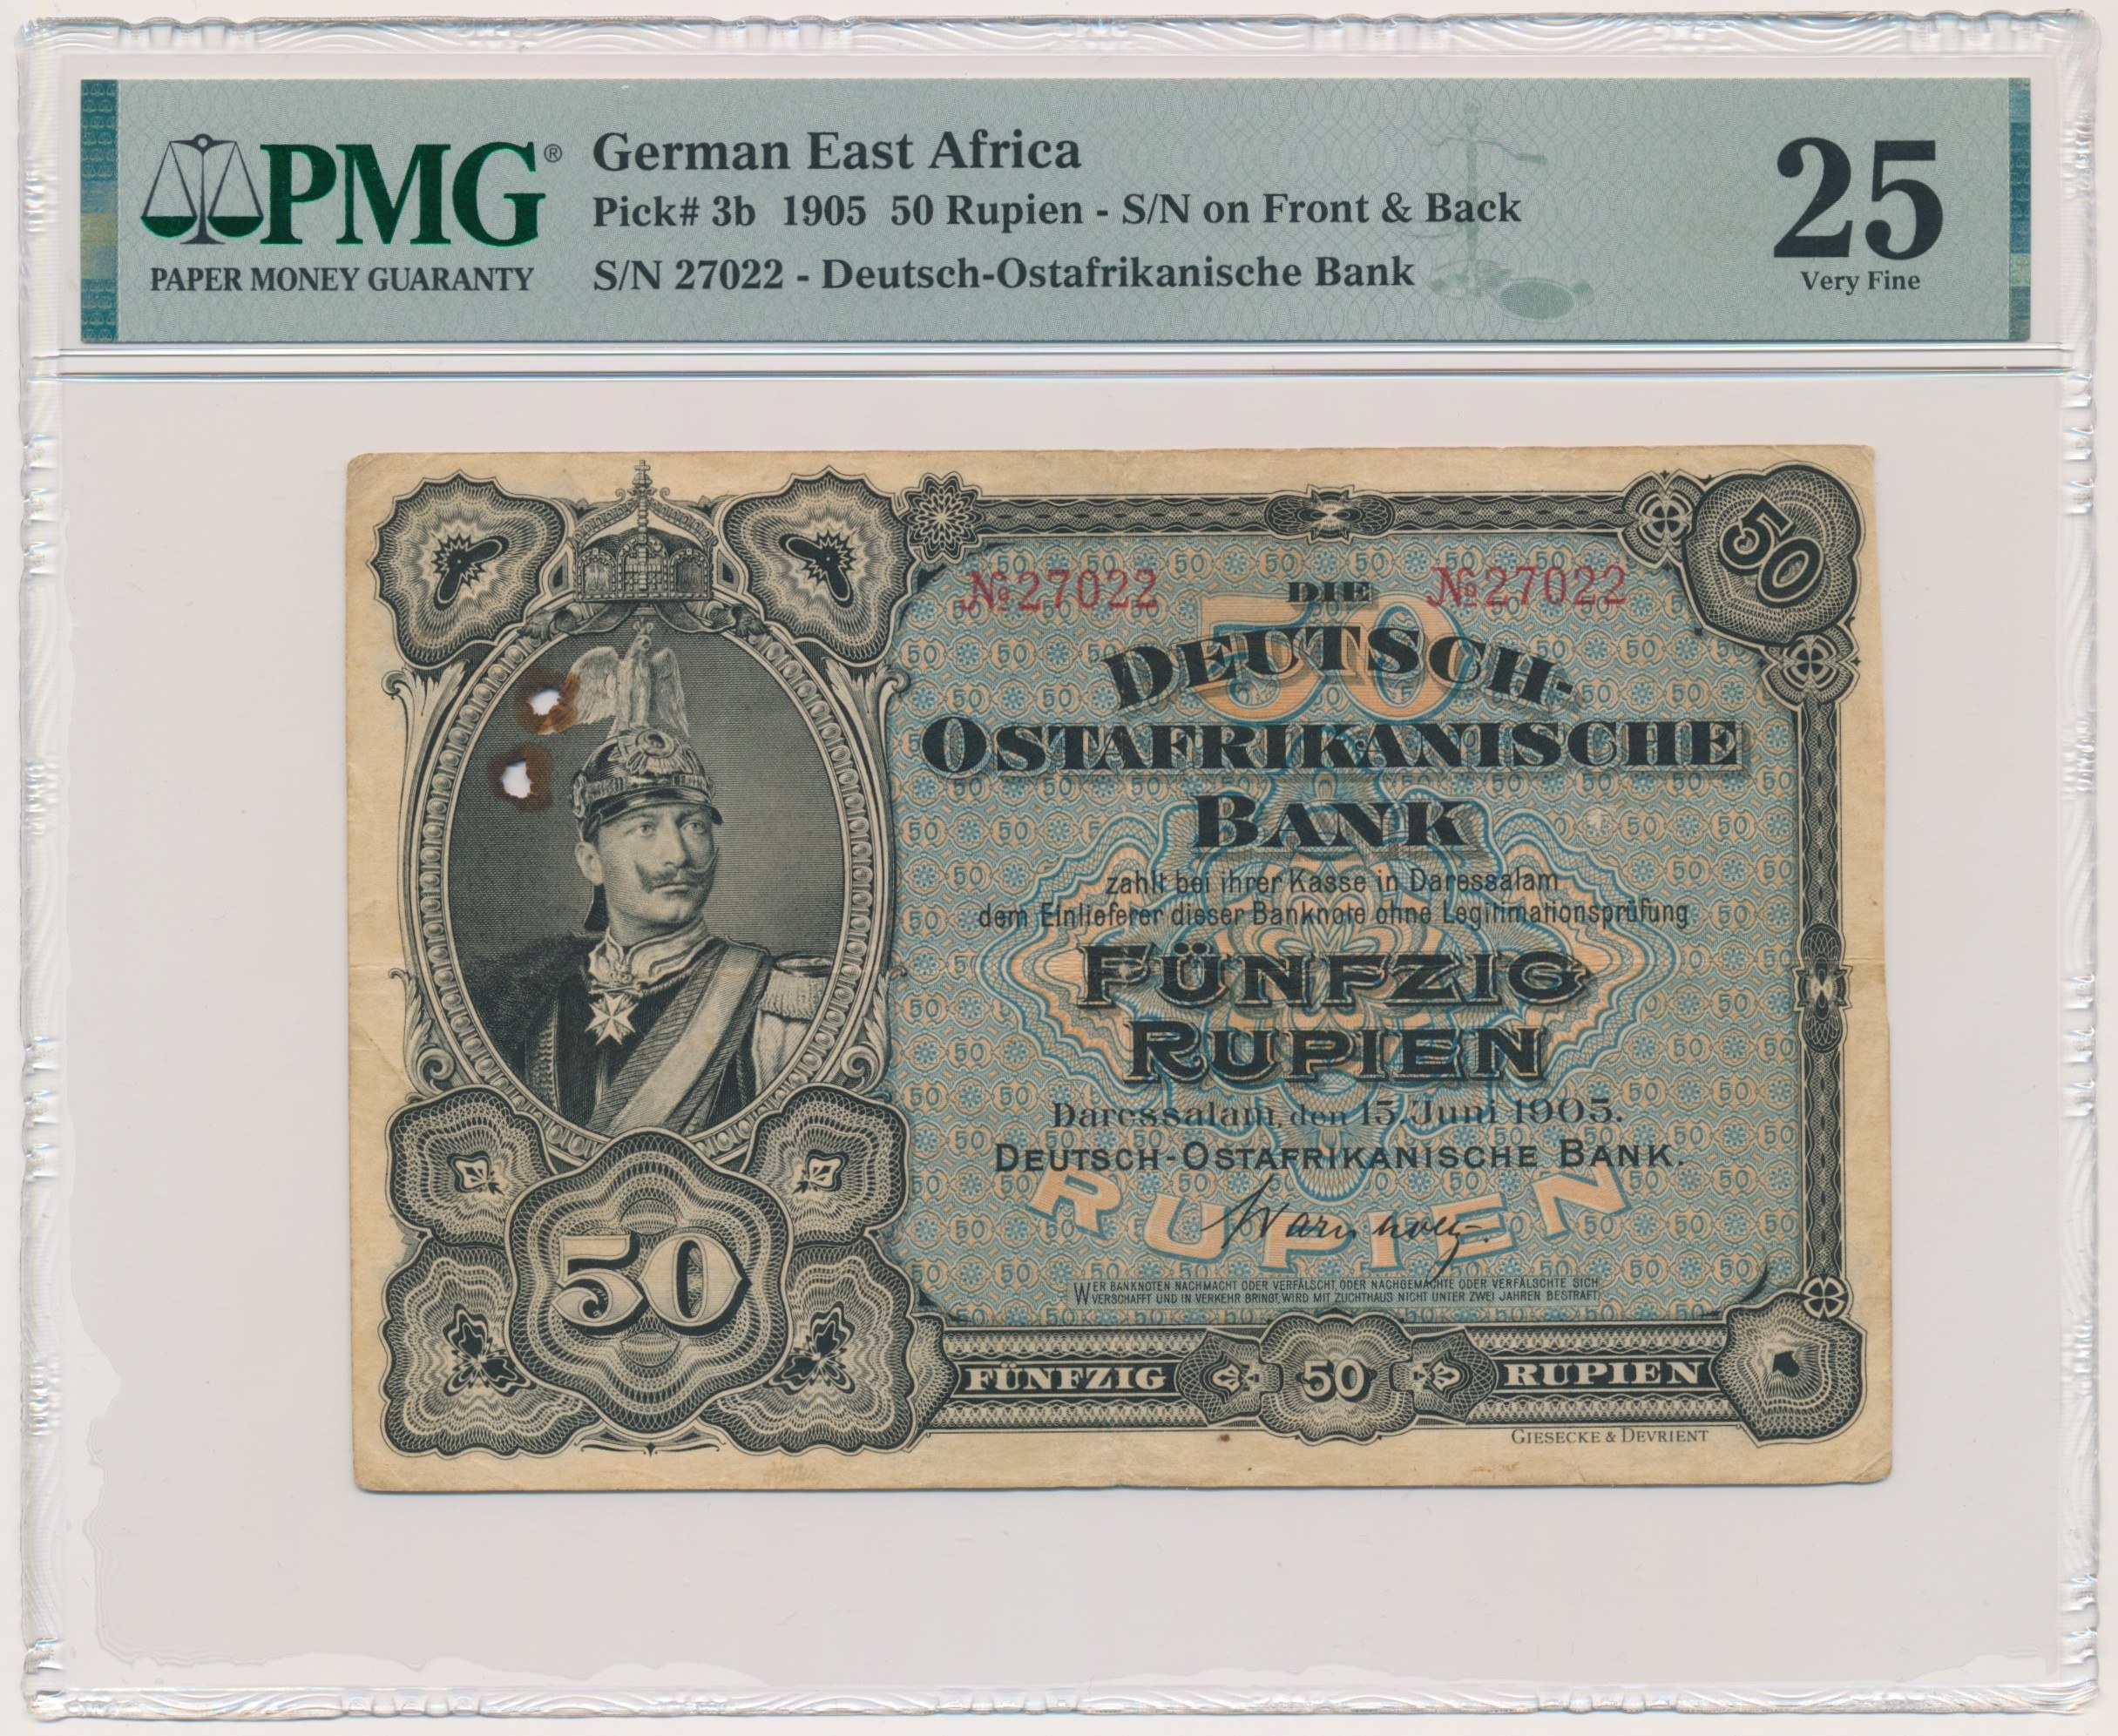 PMG®
PAPER MONEY GUARANTY
German East Africa
Pick# 3b 1905 50 Rupien - S/N on Front & Back
S/N 27022 - Deutsch-Ostafrikanische Bank
25
Very Fine
50
№27022 DIE №27022
DEUTSCH-
OSTAFRIKANISCHE
BANK
zahlt bei ihrer Kasse in Daressalam
dem Einlieferer dieser Banknote ohne Legitimationsprüfung
FÜNFZIG
RUPIEN
Daressalam, den 15. Juni 1905.
DEUTSCH-OSTAFRIKANISCHE BANK.
50
RUPIEN
WER BANKNOTEN NACHMACHT ODER VERFÄLSCHT ODER NACHGEMACHTE ODER VERFÄLSCHTE SICH
VERSCHAFFT UND IN VERKEHR BRINGT, WIRD MIT ZUCHTHAUS NICHT UNTER ZWEI JAHREN BESTRAFT.
50
FÜNFZIG 50 RUPIEN
GIESECKE & DEVRIENT